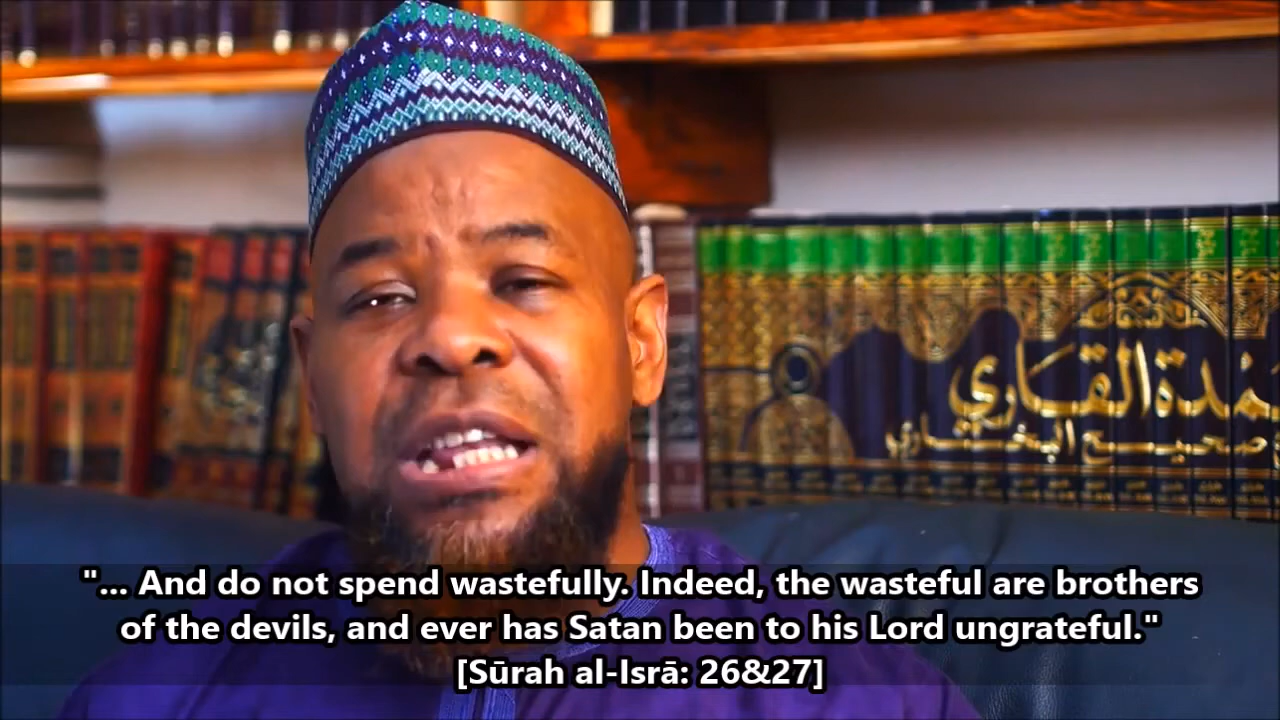 عمدة القاري
صحيح البخاري
"... And do not spend wastefully. Indeed, the wasteful are brothers
of the devils, and ever has Satan been to his Lord ungrateful."
[Sūrah al-Isrā: 26&27]